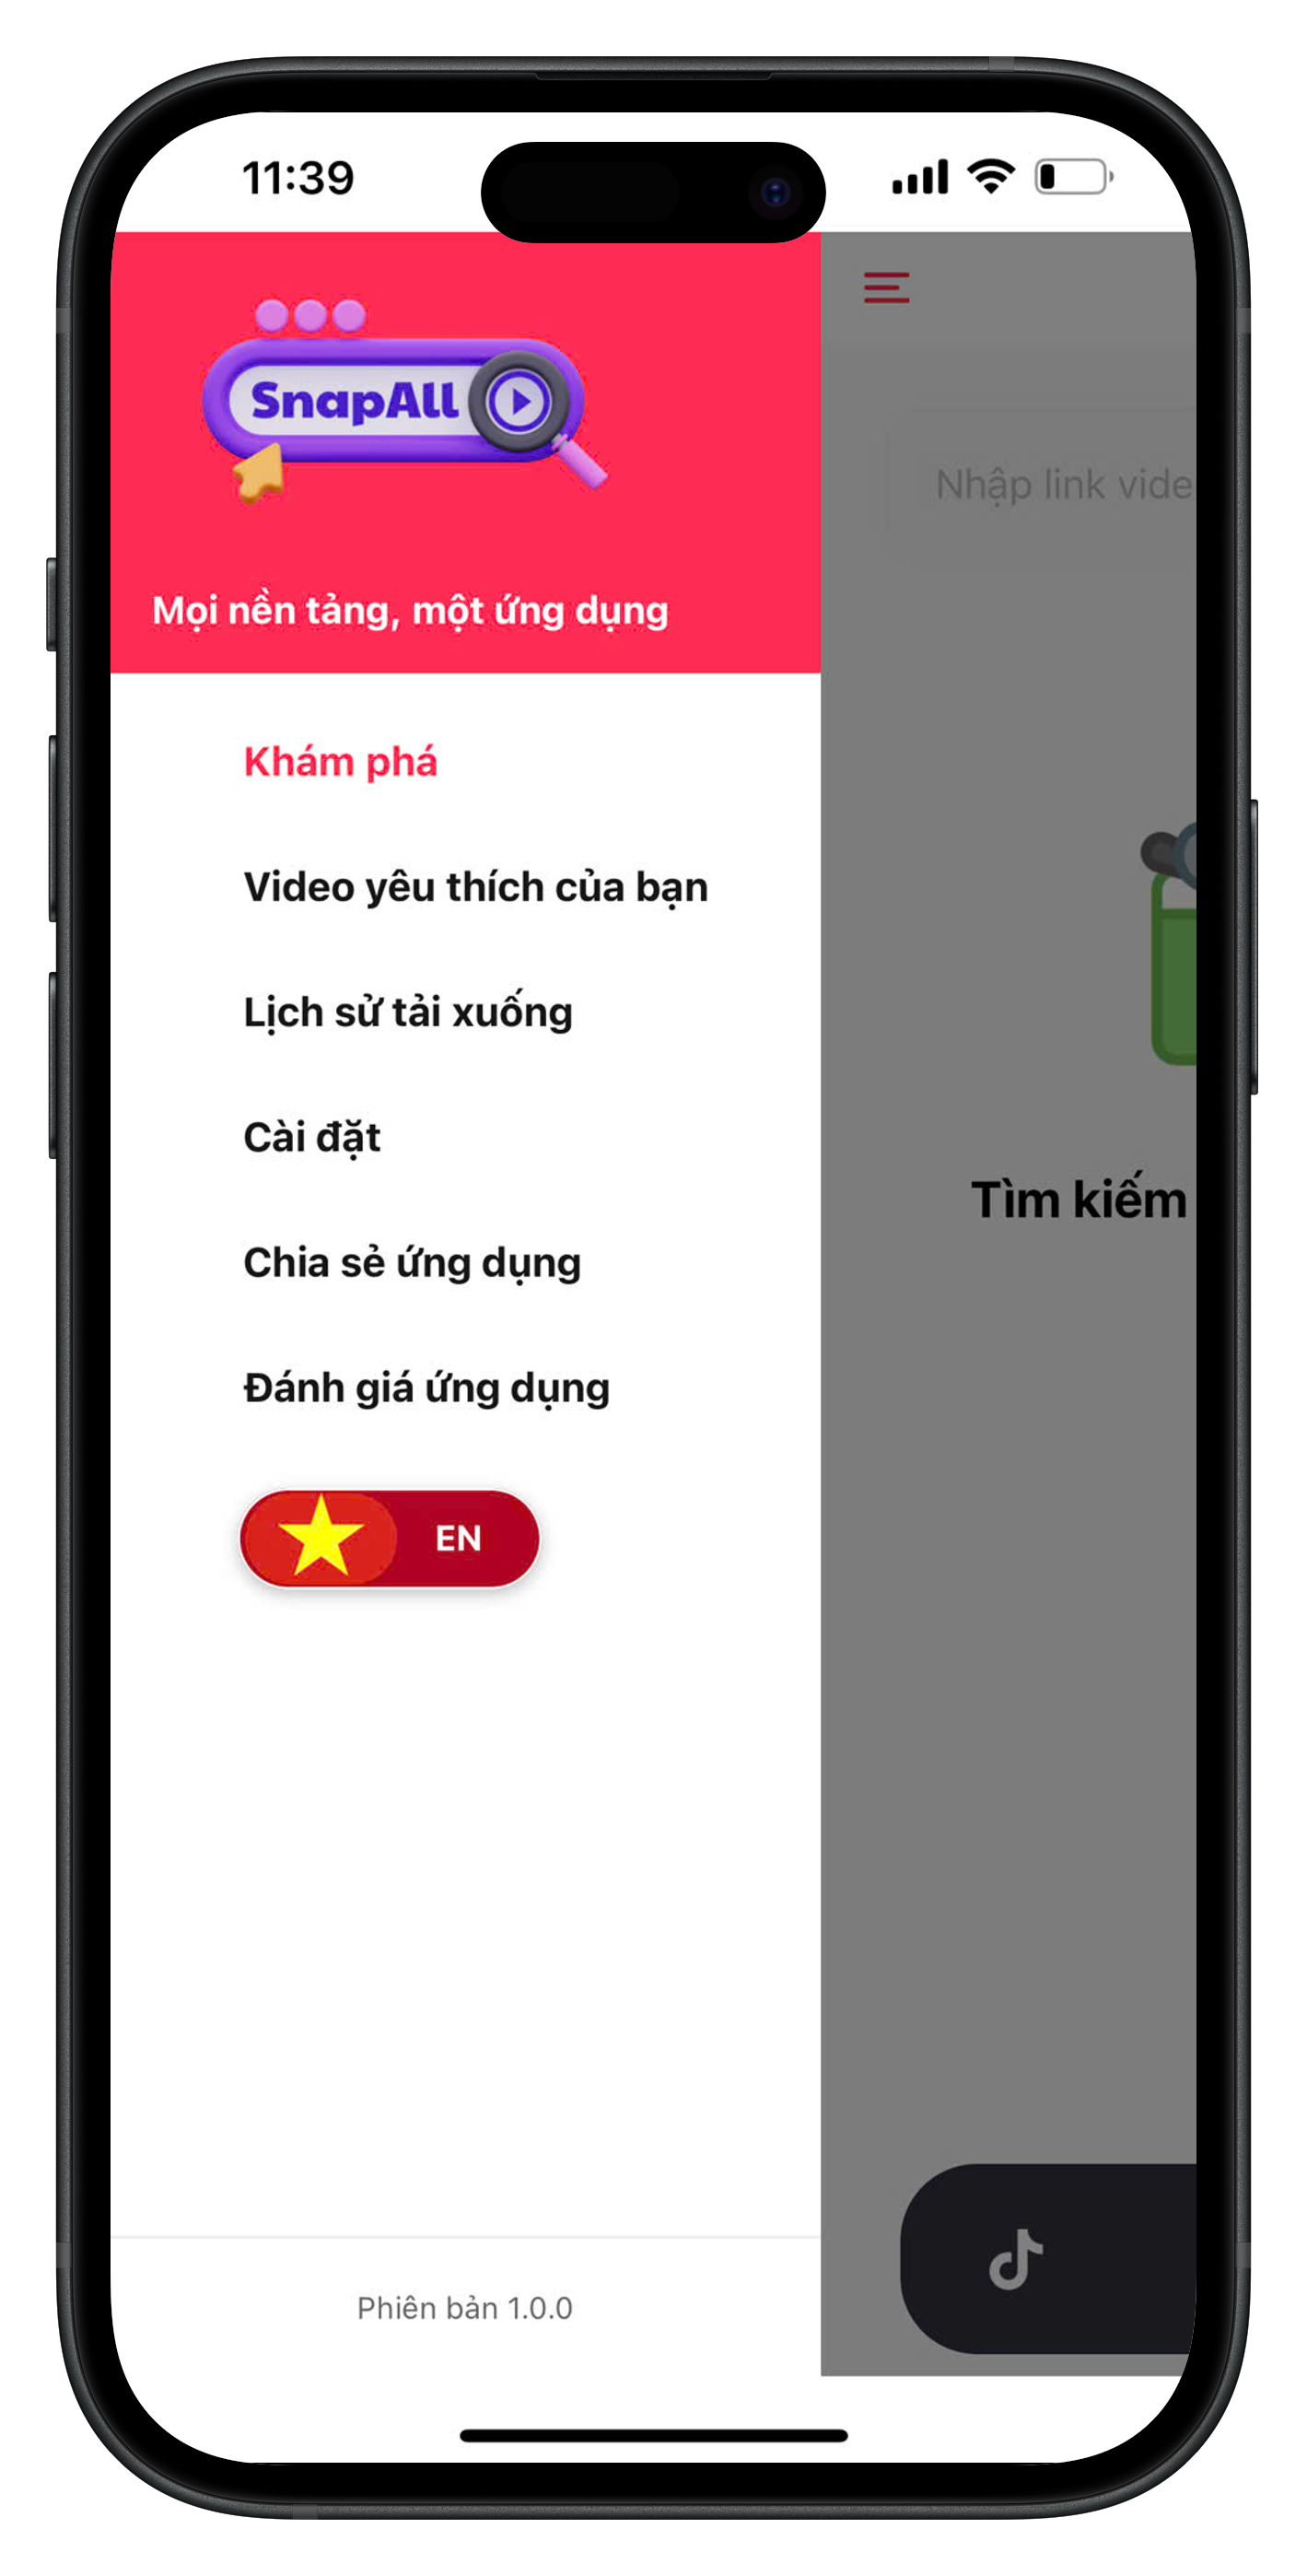 11:39
SnapAll
Mọi nền tảng, một ứng dụng
Khám phá
Video yêu thích của bạn
Lịch sử tải xuống
Cài đặt
Chia sẻ ứng dụng
Đánh giá ứng dụng
EN
Phiên bản 1.0.0
Nhập link vide
Tìm kiếm